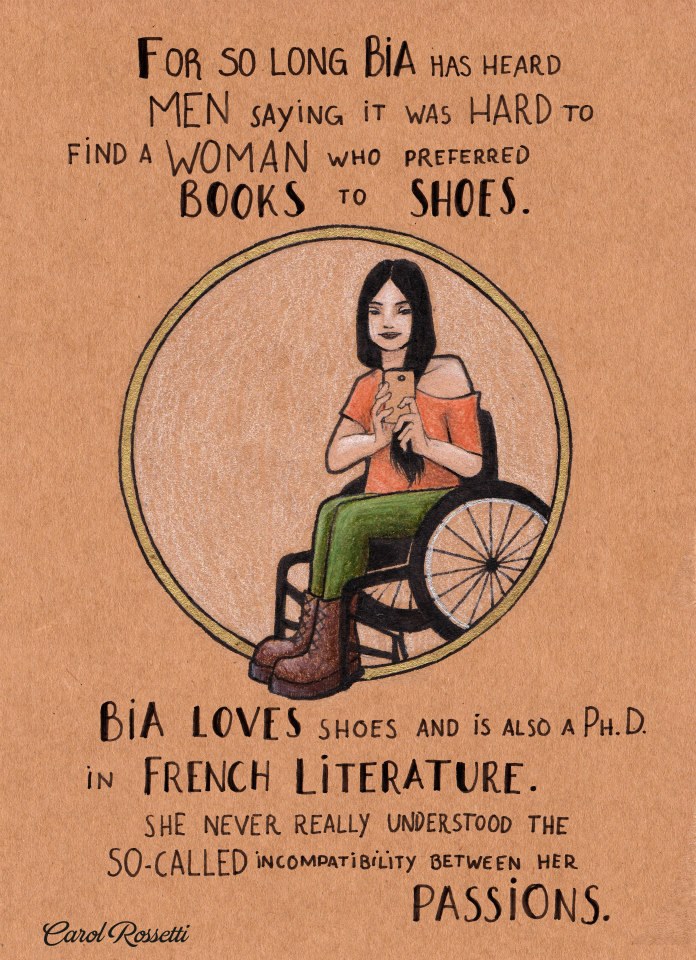 FOR SO LONG BiA HAS HEARD
MEN SAYiNG iT WAS HARD TO
FiND A WOMAN WHO PREFERRED
BOOKS TO SHOES.
BiA LOVES SHOES AND iS ALSO A PH.D.
iN FRENCH LiTERATURE.
SHE NEVER REALLY UNDERSTOOD THE
SO-CALLED iNCOMPATiBiLiTY BETWEEN HER
PASSiONS.
Carol Rossetti